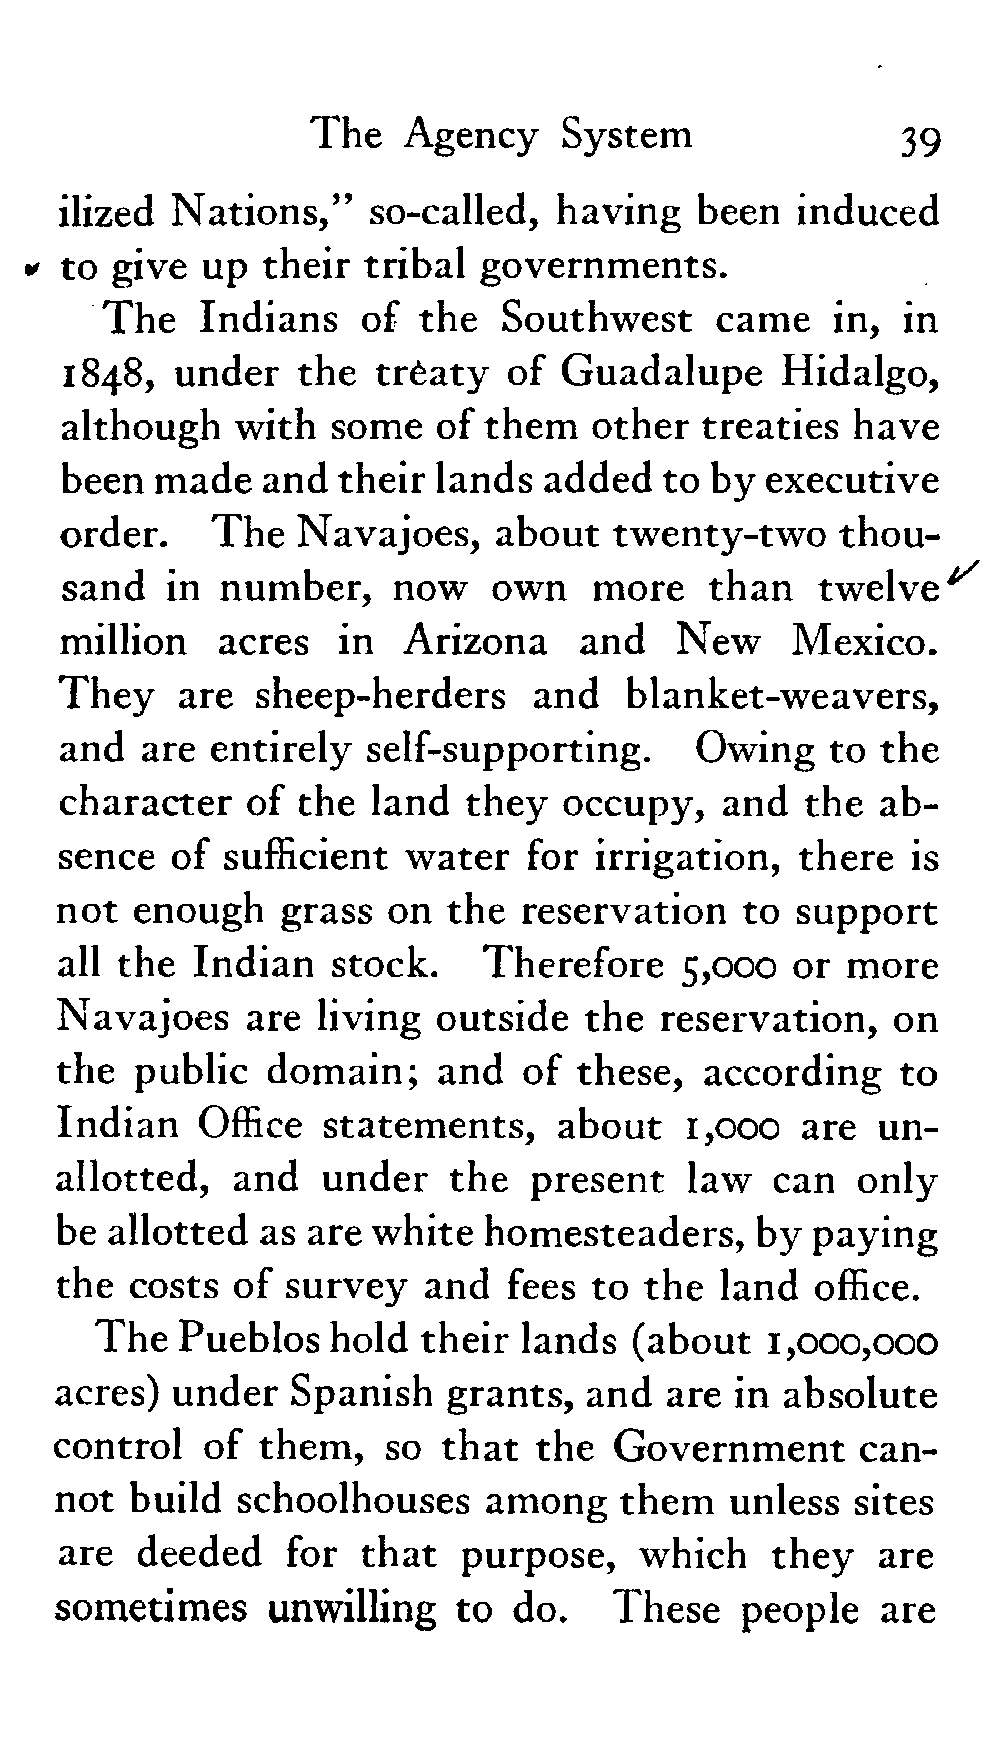 The Agency System 39
ilized Nations,” so-called, having been induced
to give up their tribal governments.
The Indians of the Southwest came in, in
1848, under the treaty of Guadalupe Hidalgo,
although with some of them other treaties have
been made and their lands added to by executive
order. The Navajoes, about twenty-two thou-
sand in number, now own more than twelve
million acres in Arizona and New Mexico.
They are sheep-herders and blanket-weavers,
and are entirely self-supporting. Owing to the
character of the land they occupy, and the ab-
sence of sufficient water for irrigation, there is
not enough grass on the reservation to support
all the Indian stock. Therefore 5,000 or more
Navajoes are living outside the reservation, on
the public domain; and of these, according to
Indian Office statements, about 1,000 are un-
allotted, and under the present law can only
be allotted as are white homesteaders, by paying
the costs of survey and fees to the land office.
The Pueblos hold their lands (about 1,000,000
acres) under Spanish grants, and are in absolute
control of them, so that the Government can-
not build schoolhouses among them unless sites
are deeded for that purpose, which they are
sometimes unwilling to do. These people are